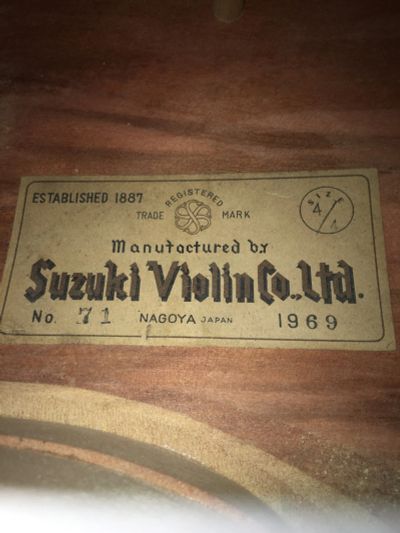 ESTABLISHED 1887
REGISTERED
TRADE MARK
SIZE
4/4
Manufactured by
Suzuki Violin Co., Ltd.
No. 71 NAGOYA JAPAN 1969